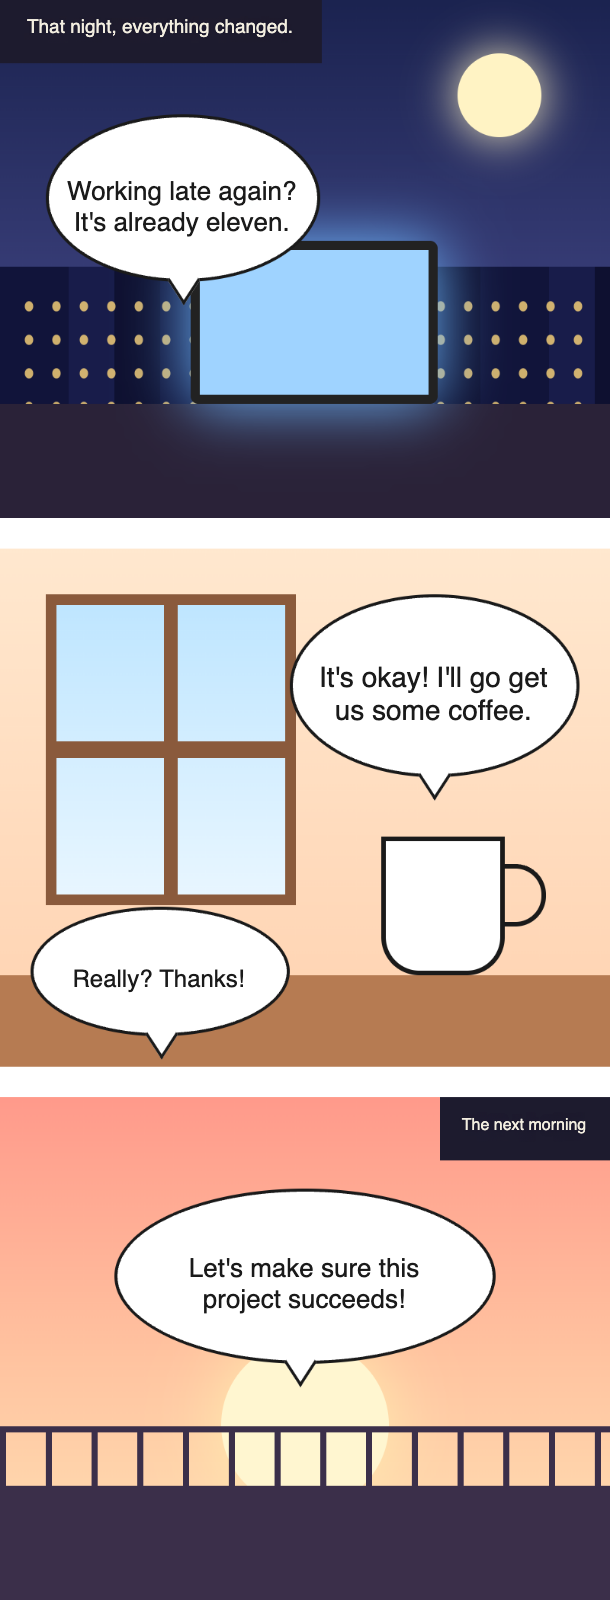 That night, everything changed.
Working late again?
It's already eleven.
It's okay! I'll go get
us some coffee.
Really? Thanks!
The next morning
Let's make sure this
project succeeds!